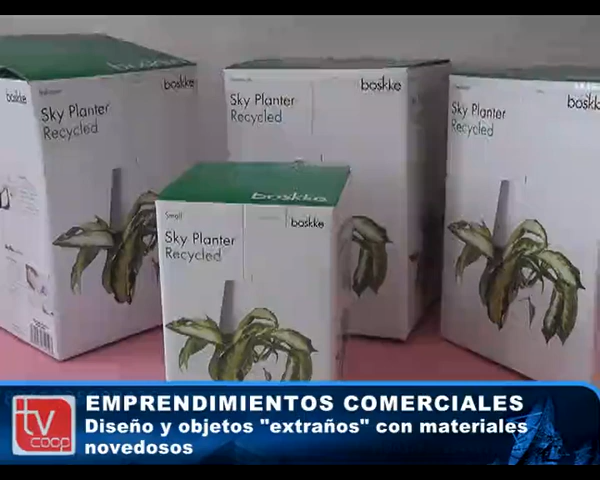 boskke
boskke
Sky Planter
Recycled
boskke
Sky Planter
Recycled
boskke
Sky Planter
Recycled
boskke
Small
boskke
Sky Planter
Recycled
tv
coop
EMPRENDIMIENTOS COMERCIALES
Diseño y objetos "extraños" con materiales
novedosos